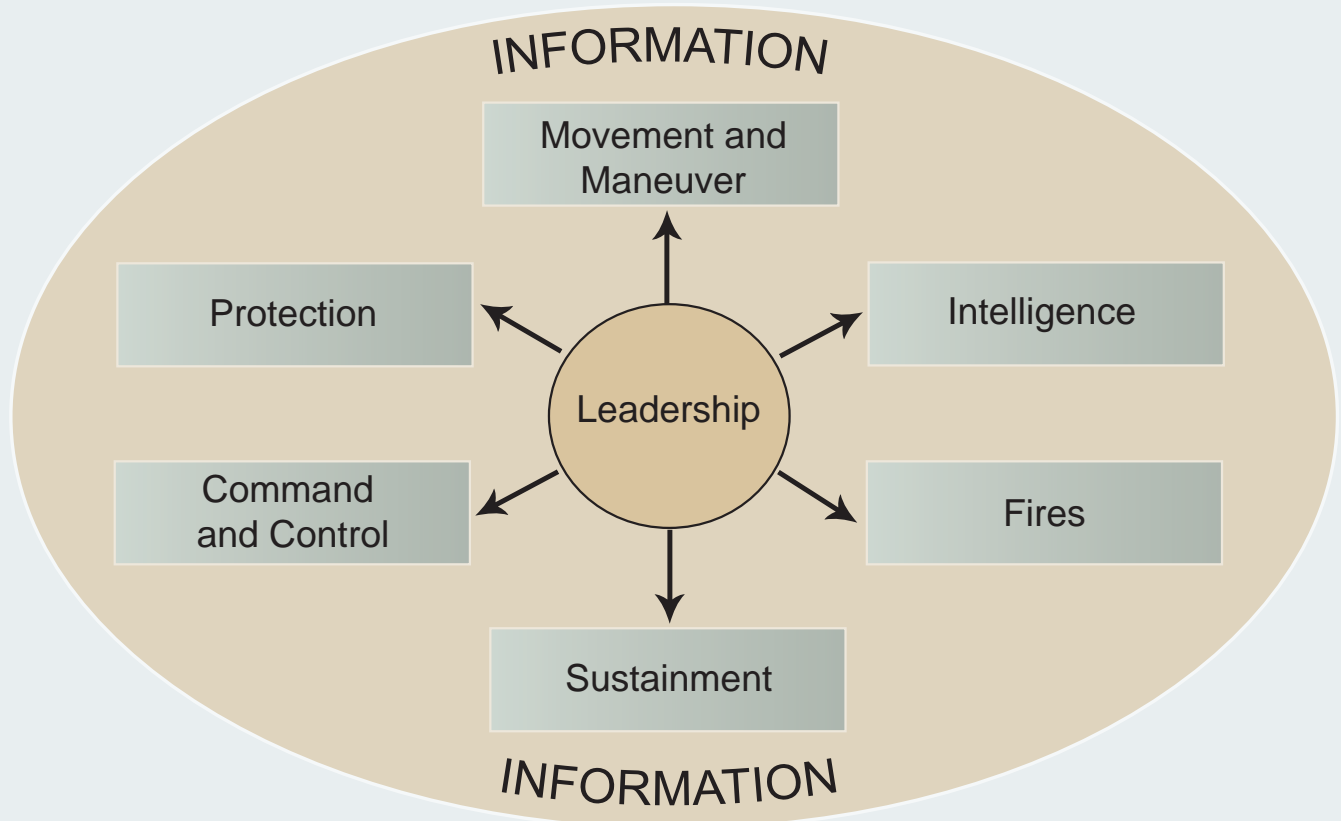 INFORMATION
Movement and
Maneuver
Protection
Intelligence
Leadership
Command
and Control
Fires
Sustainment
INFORMATION